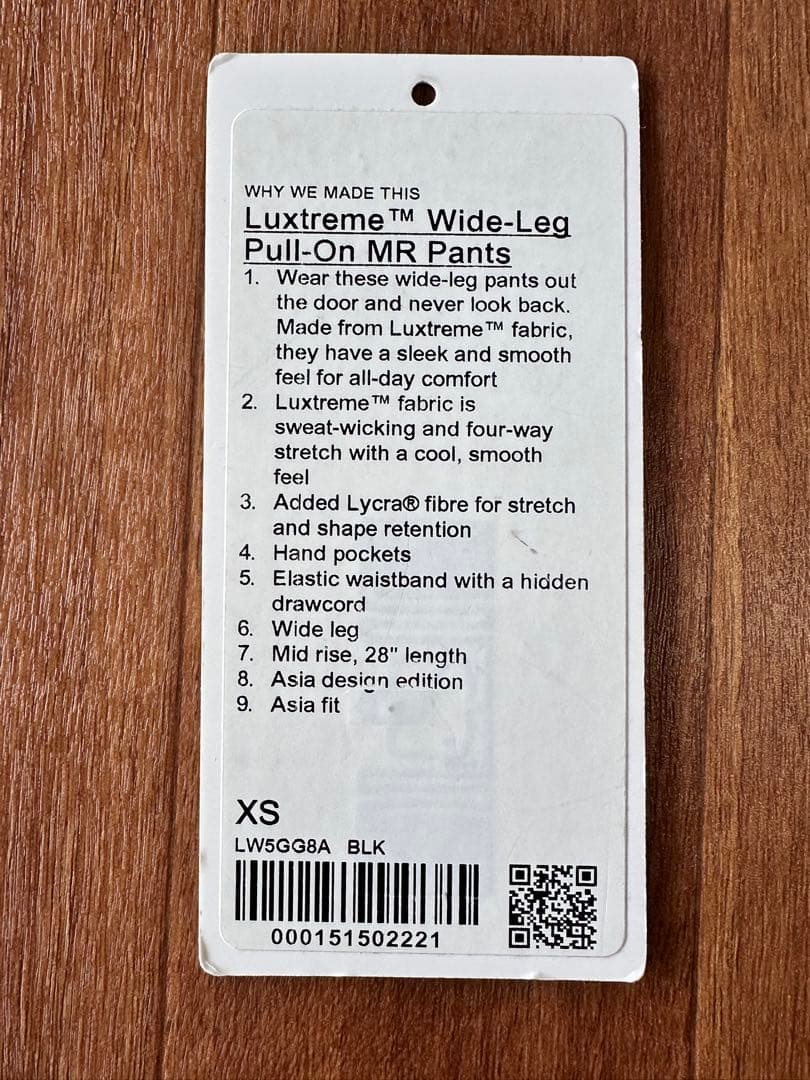 WHY WE MADE THIS
Luxtreme™ Wide-Leg
Pull-On MR Pants
1. Wear these wide-leg pants out
the door and never look back.
Made from Luxtreme™ fabric,
they have a sleek and smooth
feel for all-day comfort
2. Luxtreme™ fabric is
sweat-wicking and four-way
stretch with a cool, smooth
feel
3. Added Lycra® fibre for stretch
and shape retention
4. Hand pockets
5. Elastic waistband with a hidden
drawcord
6. Wide leg
7. Mid rise, 28" length
8. Asia design edition
9. Asia fit
XS
LW5GG8A BLK
000151502221